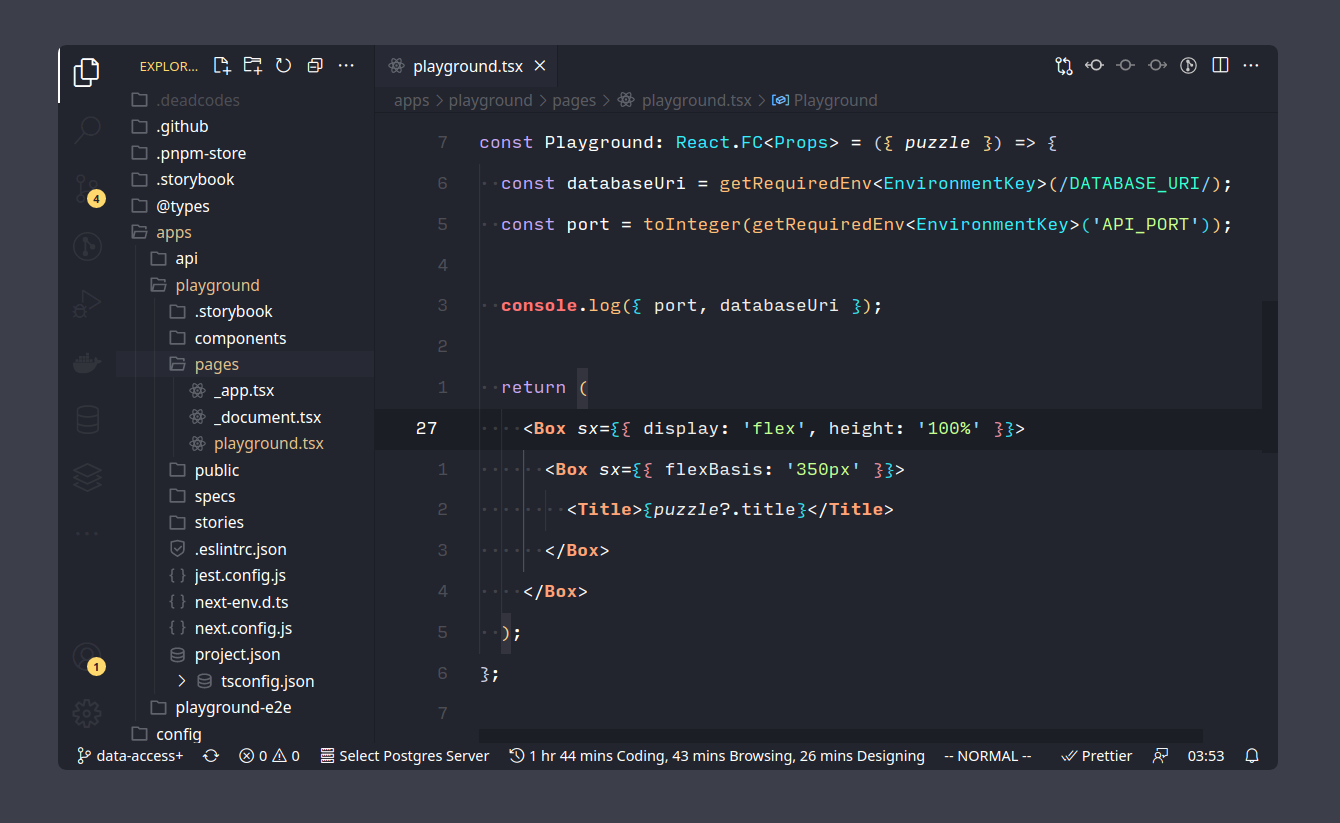 EXPLOR...
playground.tsx
.deadcodes
.github
.pnpm-store
.storybook
@types
apps
api
playground
.storybook
components
pages
_app.tsx
_document.tsx
playground.tsx
public
specs
stories
.eslintrc.json
jest.config.js
next-env.d.ts
next.config.js
project.json
tsconfig.json
playground-e2e
config
4
1
apps > playground > pages > playground.tsx > Playground
7 const Playground: React.FC<Props> = ({ puzzle }) => {
6 const databaseUri = getRequiredEnv<EnvironmentKey>(/DATABASE_URI/);
5 const port = toInteger(getRequiredEnv<EnvironmentKey>('API_PORT'));
4
3 console.log({ port, databaseUri });
2
1 return (
27 <Box sx={{ display: 'flex', height: '100%' }}>
1 <Box sx={{ flexBasis: '350px' }}>
2 <Title>{puzzle?.title}</Title>
3 </Box>
4 </Box>
5 );
6 };
7
data-access+ 0 0 Select Postgres Server 1 hr 44 mins Coding, 43 mins Browsing, 26 mins Designing -- NORMAL -- Prettier 03:53